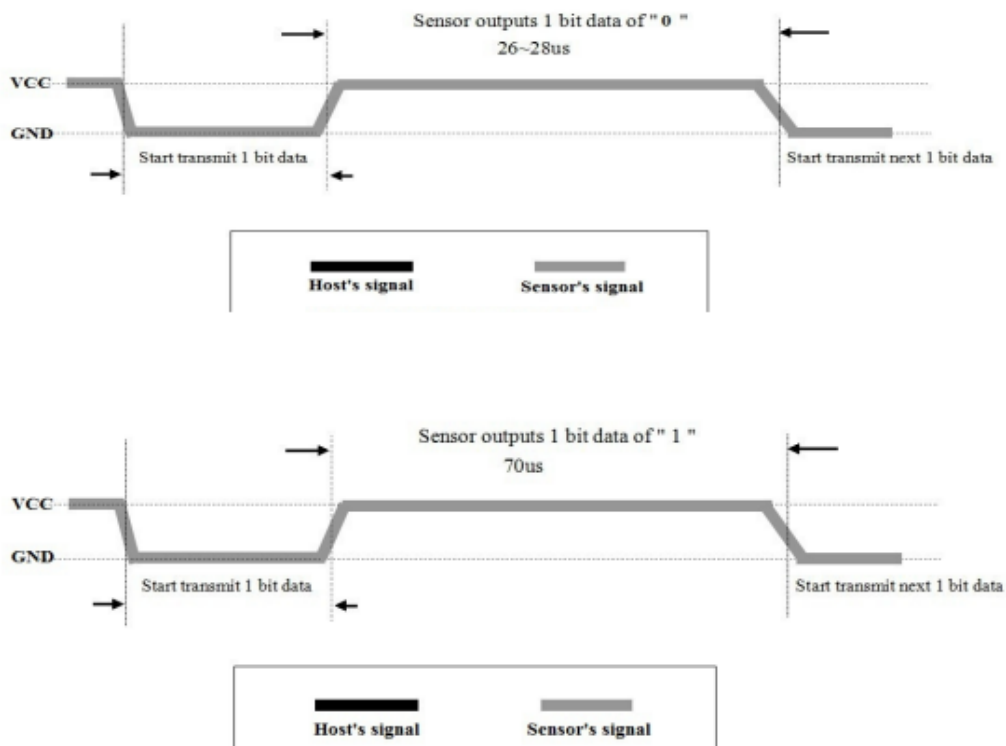 Sensor outputs 1 bit data of " 0 "
26~28us
VCC
GND
Start transmit 1 bit data
Start transmit next 1 bit data
Host's signal
Sensor's signal
Sensor outputs 1 bit data of " 1 "
70us
VCC
GND
Start transmit 1 bit data
Start transmit next 1 bit data
Host's signal
Sensor's signal